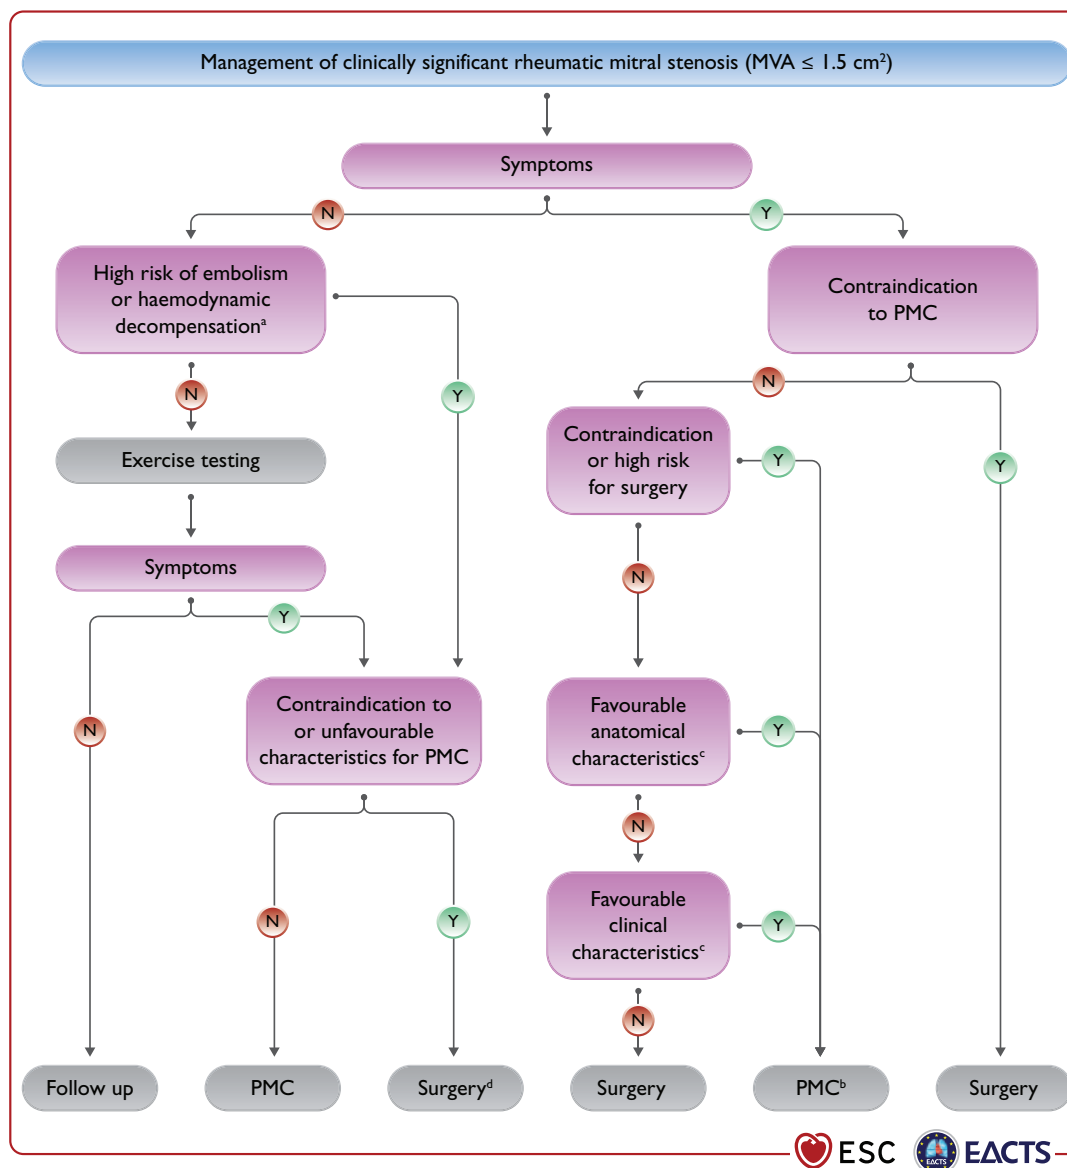 Management of clinically significant rheumatic mitral stenosis (MVA ≤ 1.5 cm²)
Symptoms
N
Y
High risk of embolism
or haemodynamic
decompensationᵃ
Contraindication
to PMC
N
Y
N
Y
Exercise testing
Contraindication
or high risk
for surgery
Y
Symptoms
N
Y
N
Contraindication to
or unfavourable
characteristics for PMC
Favourable
anatomical
characteristicsᶜ
Y
N
N
Favourable
clinical
characteristicsᶜ
Y
N
Y
N
Follow up
PMC
Surgeryᵈ
Surgery
PMCᵇ
Surgery
ESC
EACTS
EΔCTS